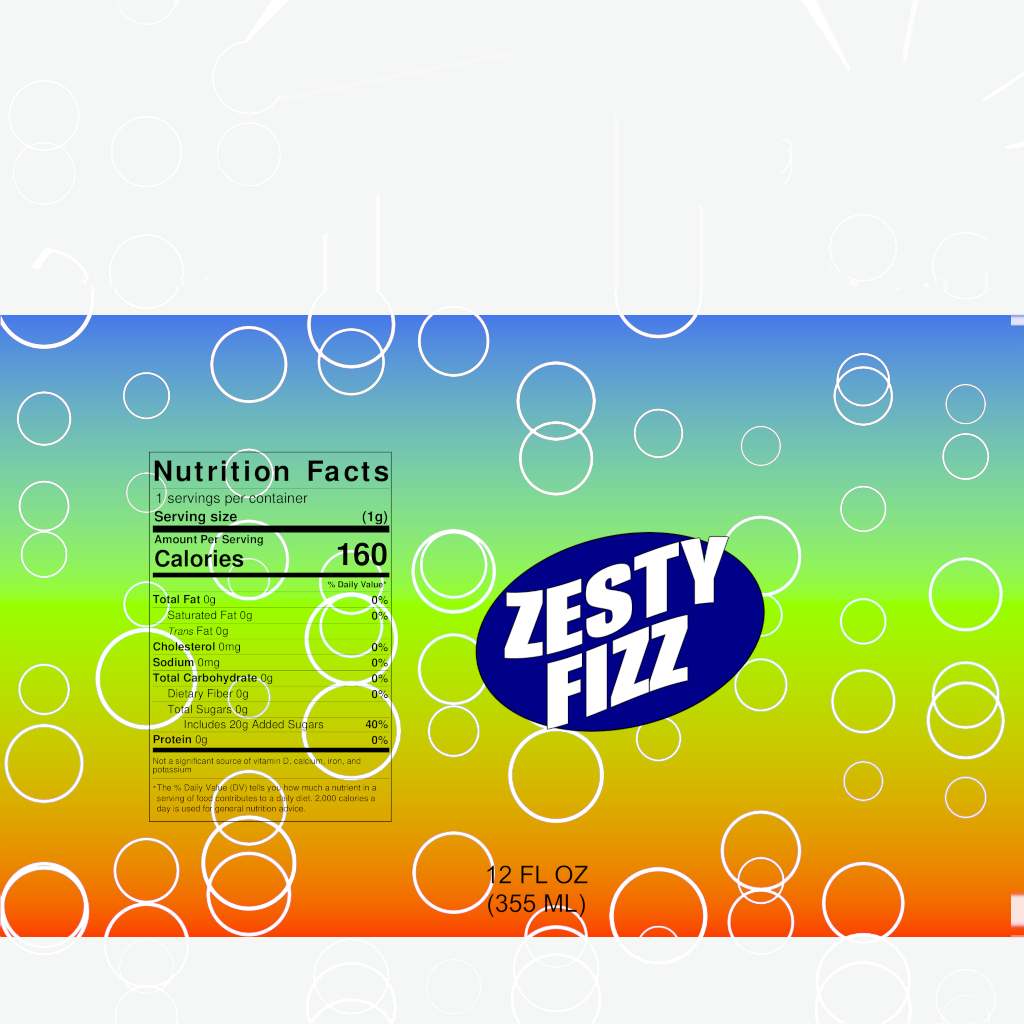 Nutrition Facts
1 servings per container
Serving size (1g)
Amount Per Serving
Calories 160
% Daily Value*
Total Fat 0g 0%
Saturated Fat 0g 0%
Trans Fat 0g
Cholesterol 0mg 0%
Sodium 0mg 0%
Total Carbohydrate 0g 0%
Dietary Fiber 0g 0%
Total Sugars 0g
Includes 20g Added Sugars 40%
Protein 0g 0%
Not a significant source of vitamin D, calcium, iron, and
potassium
*The % Daily Value (DV) tells you how much a nutrient in a
serving of food contributes to a daily diet. 2,000 calories a
day is used for general nutrition advice.
ZESTY
FIZZ
12 FL OZ
(355 ML)